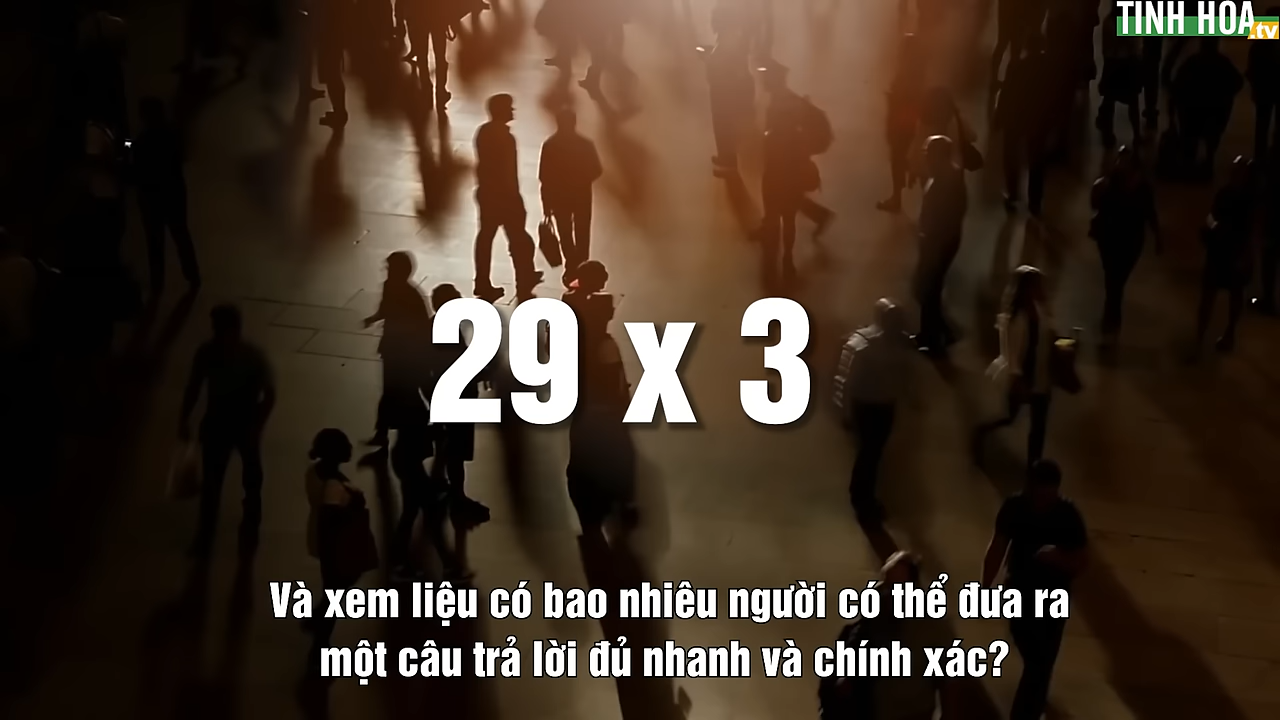 TINH HOA
.tv
29 x 3
Và xem liệu có bao nhiêu người có thể đưa ra
một câu trả lời đủ nhanh và chính xác?